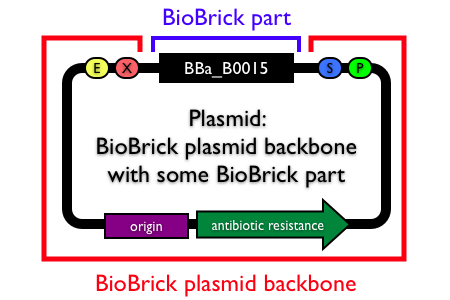 BioBrick part
E X BBa_B0015 S P
Plasmid:
BioBrick plasmid backbone
with some BioBrick part
origin antibiotic resistance
BioBrick plasmid backbone